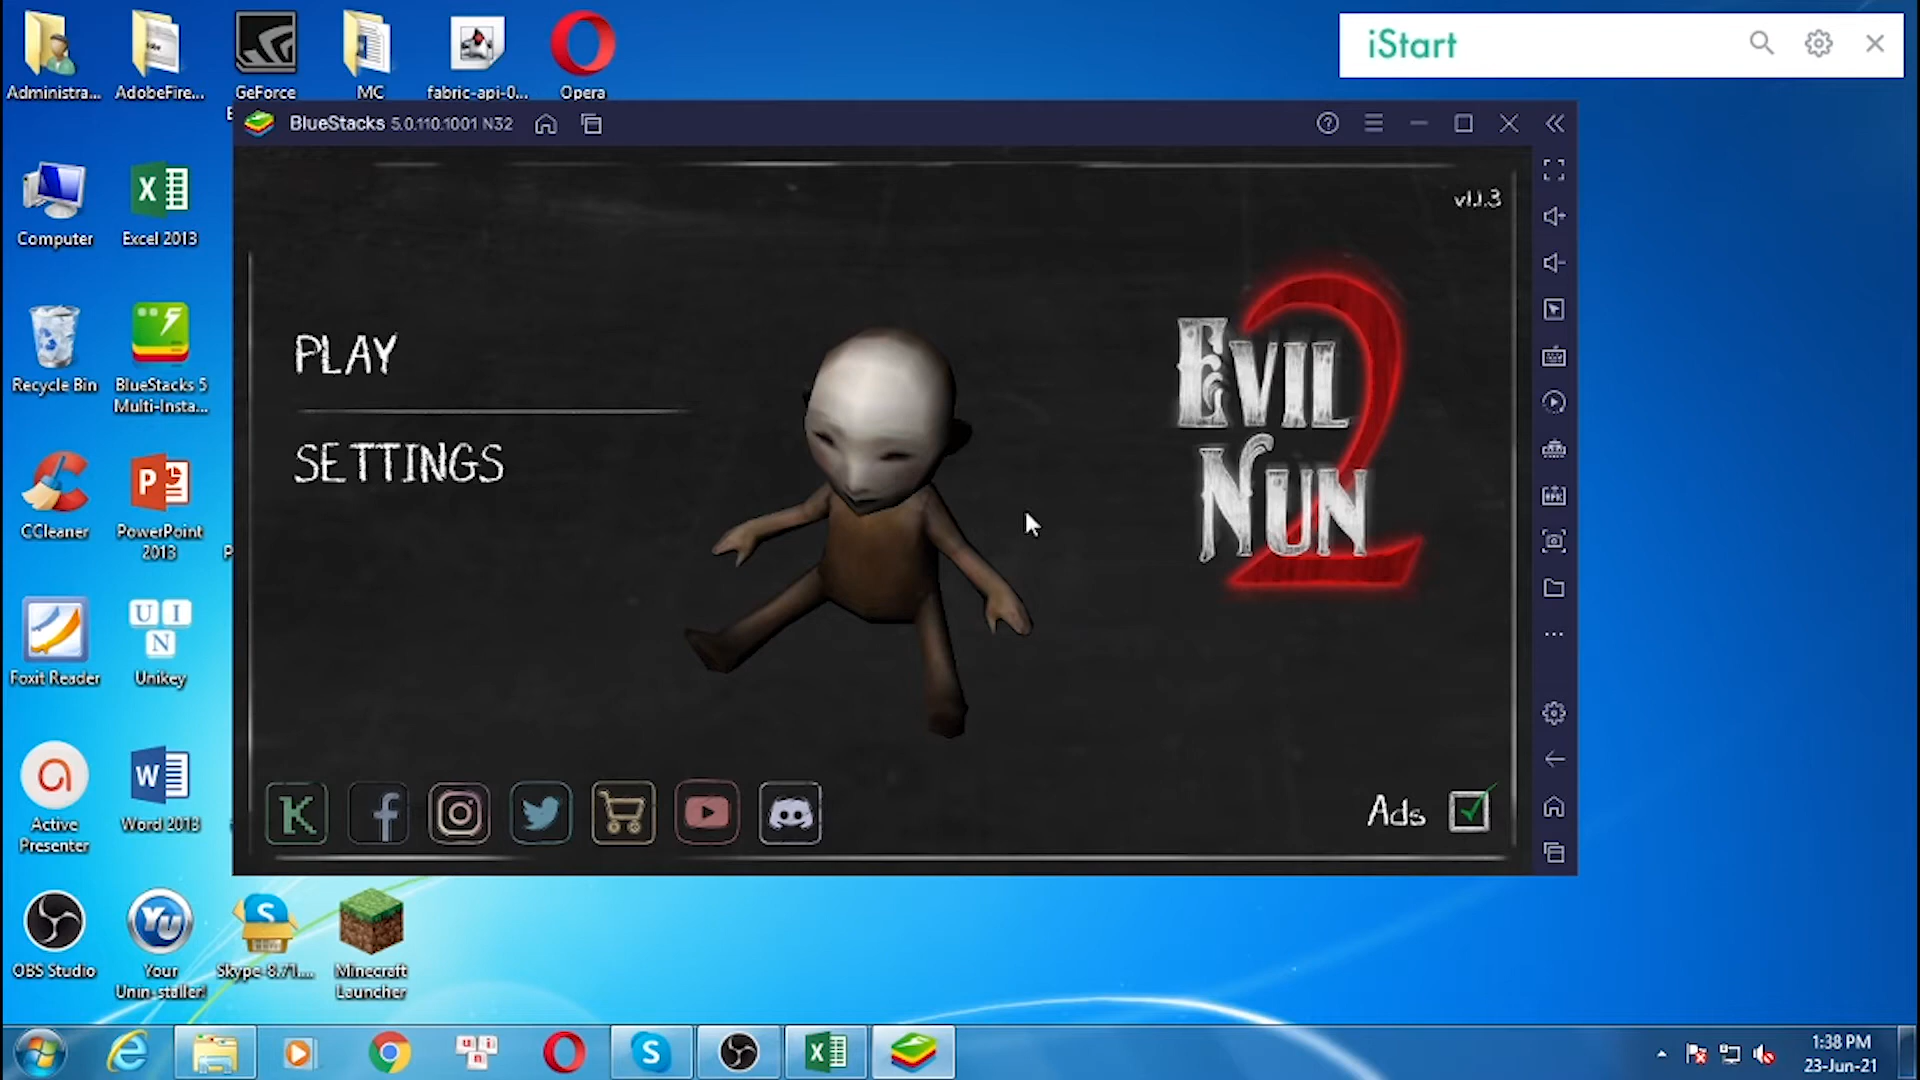 Administra...
AdobeFire...
GeForce
MC
fabric-api-0...
Opera
iStart
BlueStacks 5.0.110.1001 N32
Computer
Excel 2013
v1.1.3
Recycle Bin
BlueStacks 5
Multi-Insta...
PLAY
SETTINGS
EVIL
NUN
2
CCleaner
PowerPoint
2013
Foxit Reader
U I
N
Unikey
Active
Presenter
Word 2013
K
Ads
OBS Studio
Yu
Your
Unin-staller!
Skype-8.71....
Minecraft
Launcher
1:38 PM
23-Jun-21